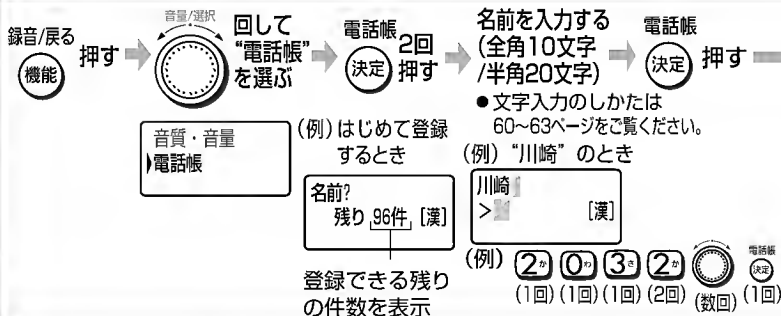 録音/戻る
機能
押す
音量/選択
回して
“電話帳”
を選ぶ
音質・音量
電話帳
電話帳
決定
2回
押す
(例)はじめて登録
するとき
名前?
残り 96件 [漢]
登録できる残り
の件数を表示
名前を入力する
(全角10文字
/半角20文字)
●文字入力のしかたは
60~63ページをご覧ください。
(例)“川崎”のとき
川崎
> [漢]
電話帳
決定
押す
(例) 2か 0わ 3さ 2か 電話帳 決定
(1回)(1回)(1回)(2回)(数回)(1回)